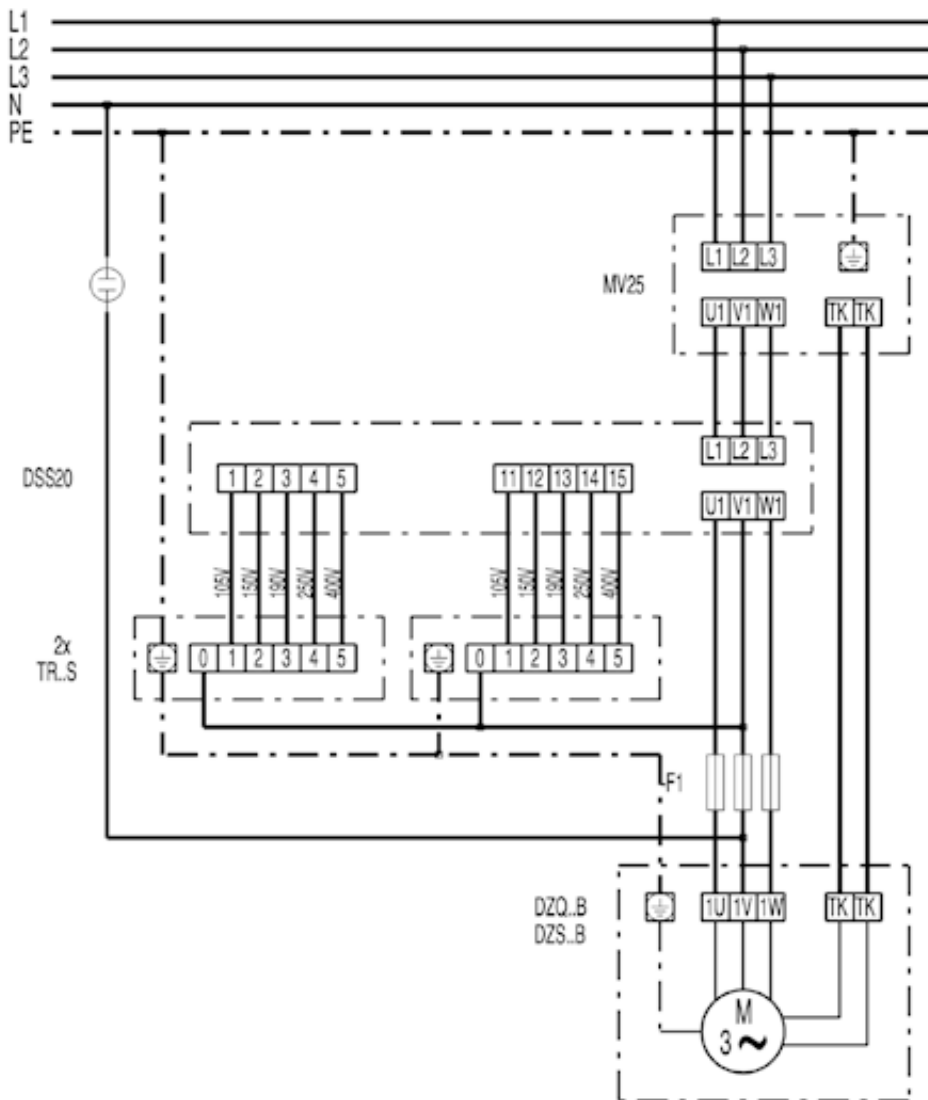 L1
L2
L3
N
PE
L1 L2 L3
MV25
U1 V1 W1 TK TK
L1 L2 L3
DSS20
1 2 3 4 5 11 12 13 14 15
U1 V1 W1
105V 150V 190V 250V 400V 105V 150V 190V 250V 400V
2x
TR..S
0 1 2 3 4 5 0 1 2 3 4 5
F1
DZQ..B
DZS..B
1U 1V 1W TK TK
M
3 ~